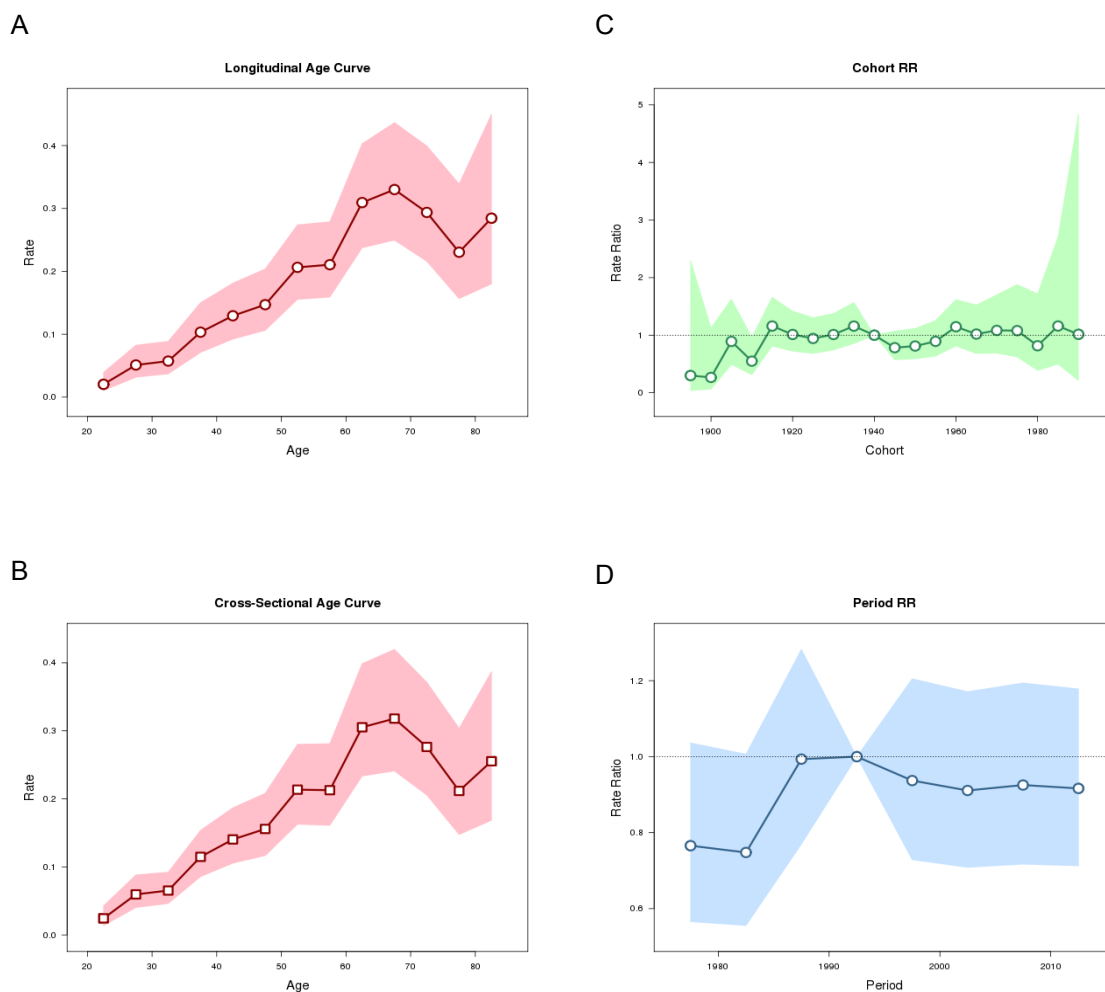 A
Longitudinal Age Curve
Rate
0.4
0.3
0.2
0.1
0.0
20 30 40 50 60 70 80
Age
C
Cohort RR
Rate Ratio
5
4
3
2
1
0
1900 1920 1940 1960 1980
Cohort
B
Cross-Sectional Age Curve
Rate
0.4
0.3
0.2
0.1
0.0
20 30 40 50 60 70 80
Age
D
Period RR
Rate Ratio
1.2
1.0
0.8
0.6
1980 1990 2000 2010
Period